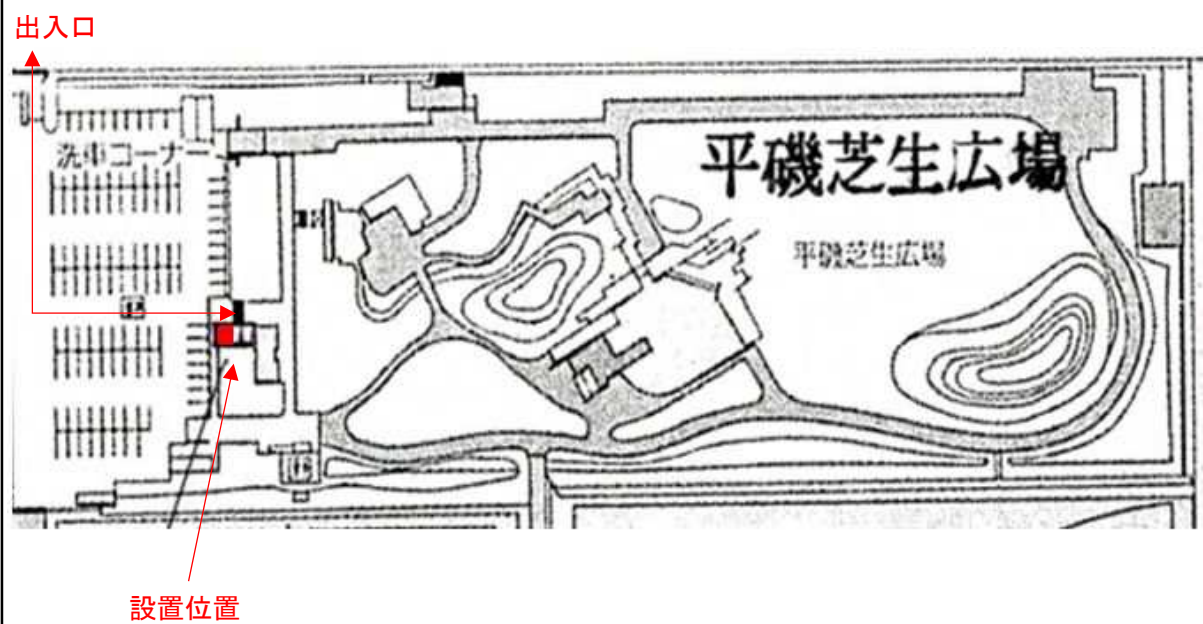 出入口
平磯芝生広場
洗車コーナー
平磯芝生広場
設置位置